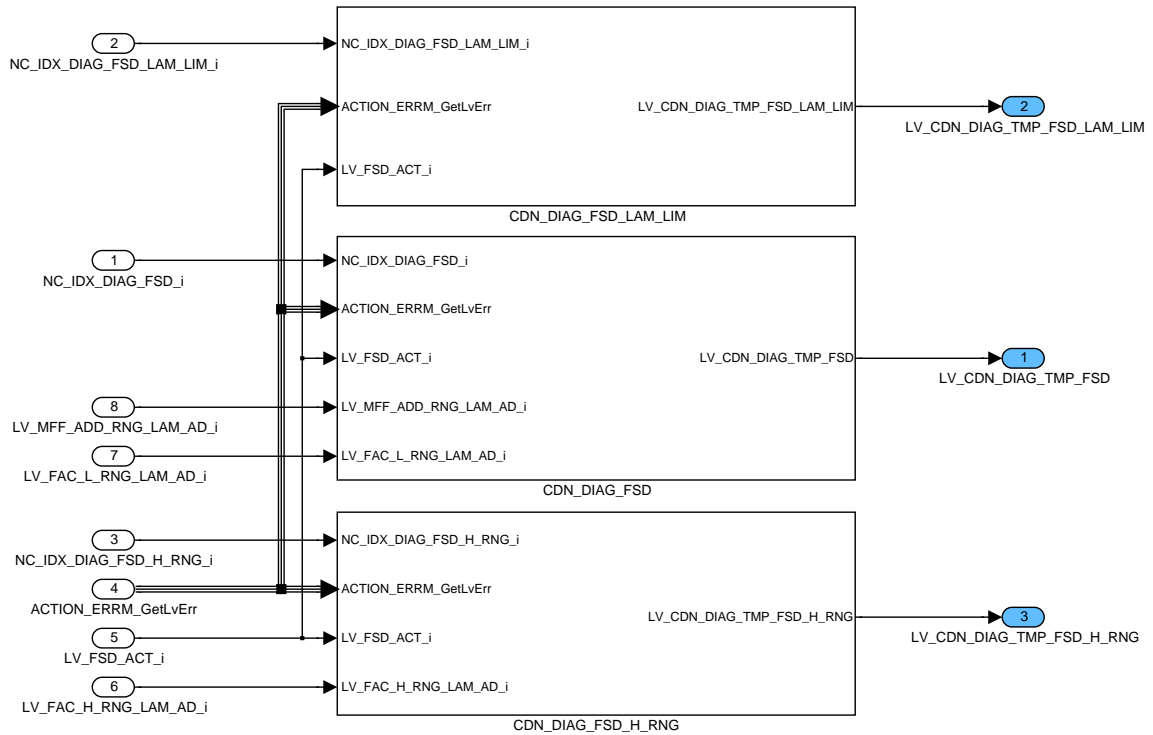 2
NC_IDX_DIAG_FSD_LAM_LIM_i
NC_IDX_DIAG_FSD_LAM_LIM_i
ACTION_ERRM_GetLvErr
LV_CDN_DIAG_TMP_FSD_LAM_LIM
2
LV_CDN_DIAG_TMP_FSD_LAM_LIM
LV_FSD_ACT_i
CDN_DIAG_FSD_LAM_LIM
1
NC_IDX_DIAG_FSD_i
NC_IDX_DIAG_FSD_i
ACTION_ERRM_GetLvErr
LV_FSD_ACT_i
LV_CDN_DIAG_TMP_FSD
1
LV_CDN_DIAG_TMP_FSD
8
LV_MFF_ADD_RNG_LAM_AD_i
LV_MFF_ADD_RNG_LAM_AD_i
7
LV_FAC_L_RNG_LAM_AD_i
LV_FAC_L_RNG_LAM_AD_i
CDN_DIAG_FSD
3
NC_IDX_DIAG_FSD_H_RNG_i
NC_IDX_DIAG_FSD_H_RNG_i
4
ACTION_ERRM_GetLvErr
ACTION_ERRM_GetLvErr
LV_CDN_DIAG_TMP_FSD_H_RNG
3
LV_CDN_DIAG_TMP_FSD_H_RNG
5
LV_FSD_ACT_i
LV_FSD_ACT_i
6
LV_FAC_H_RNG_LAM_AD_i
LV_FAC_H_RNG_LAM_AD_i
CDN_DIAG_FSD_H_RNG